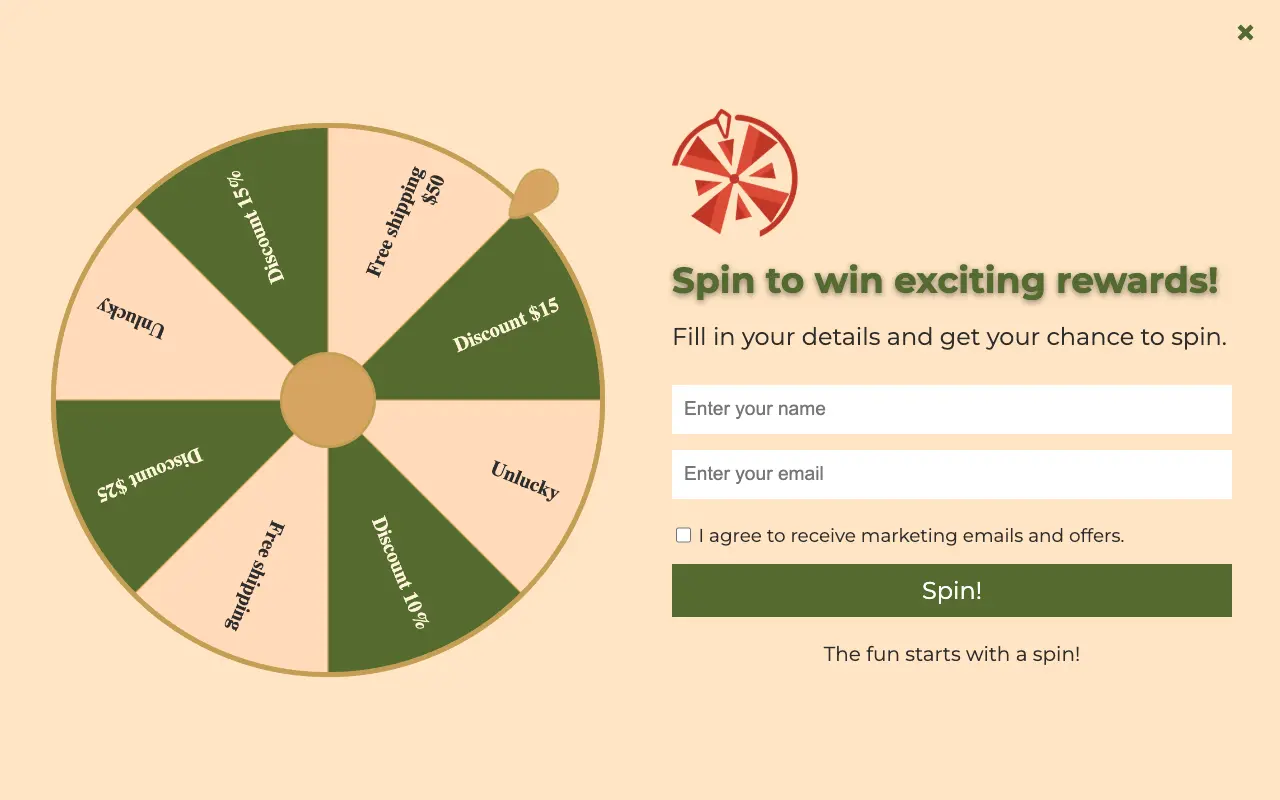 ✖
Discount 15%
Free shipping
$50
Discount $15
Unlucky
Discount 10%
Free shipping
Discount $25
Unlucky
Spin to win exciting rewards!
Fill in your details and get your chance to spin.
Enter your name
Enter your email
I agree to receive marketing emails and offers.
Spin!
The fun starts with a spin!